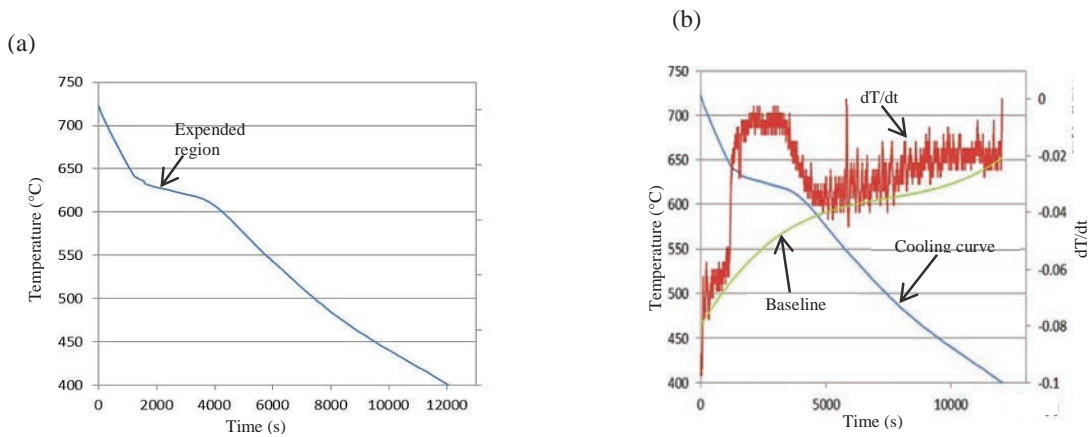 (a)
750
700
650
600
550
500
450
400
Temperature (°C)
Expended
region
0
2000
4000
6000
8000
10000
12000
Time (s)
(b)
750
700
650
600
550
500
450
400
Temperature (°C)
dT/dt
Cooling curve
Baseline
0
-0.02
-0.04
-0.06
-0.08
-0.1
dT/dt
0
5000
10000
Time (s)